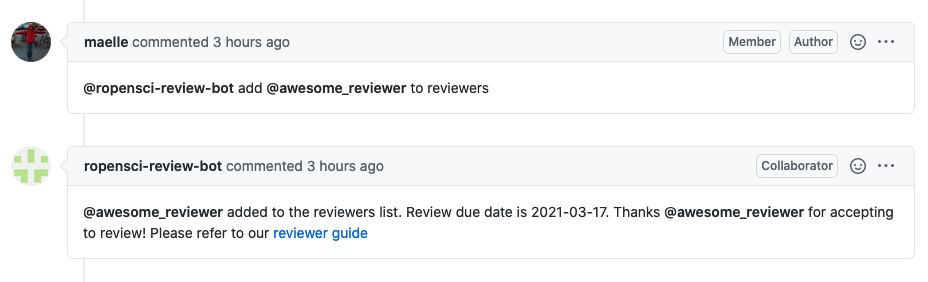 maelle commented 3 hours ago Member Author
@ropensci-review-bot add @awesome_reviewer to reviewers
ropensci-review-bot commented 3 hours ago Collaborator
@awesome_reviewer added to the reviewers list. Review due date is 2021-03-17. Thanks @awesome_reviewer for accepting
to review! Please refer to our reviewer guide